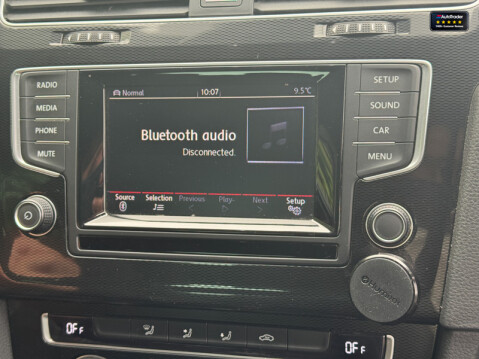 AutoTrader
RADIO
MEDIA
PHONE
MUTE
Normal
10:07
9.5°C
Bluetooth audio
Disconnected.
Source
Selection
Previous
Play
Next
Setup
SETUP
SOUND
CAR
MENU
OFF
OFF